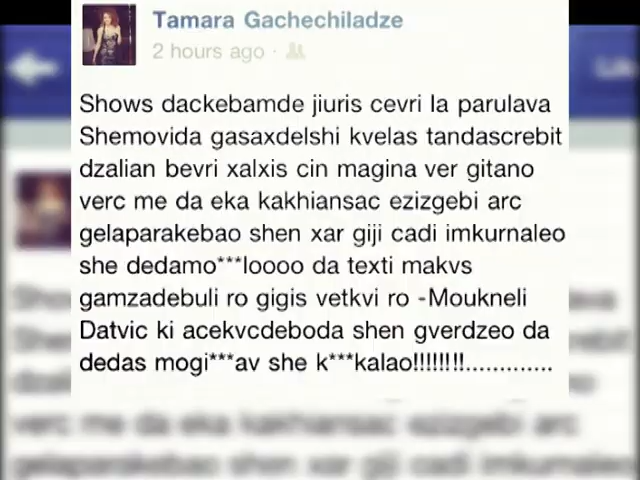 Tamara Gachechiladze
2 hours ago
Shows dackebamde jiuris cevri la parulava
Shemovida gasaxdelshi kvelas tandascrebit
dzalian bevri xalxis cin magina ver gitano
verc me da eka kakhiansac ezizgebi arc
gelaparakebao shen xar giji cadi imkurnaleo
she dedamo***loooo da texti makvs
gamzadebuli ro gigis vetkvi ro -Moukneli
Datvic ki acekvcdeboda shen gverdzeo da
dedas mogi***av she k***kalao!!!!!!!!.............